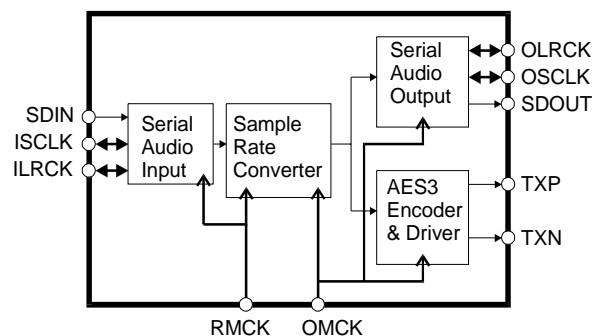 SDIN
ISCLK
ILRCK
Serial
Audio
Input
Sample
Rate
Converter
Serial
Audio
Output
AES3
Encoder
& Driver
OLRCK
OSCLK
SDOUT
TXP
TXN
RMCK
OMCK